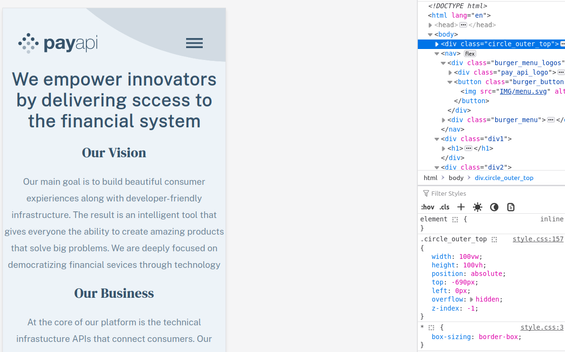 payapi
We empower innovators
by delivering sccess to
the financial system
Our Vision
Our main goal is to build beautiful consumer
experiences along with developer-friendly
infrastructure. The result is an intelligent tool that
gives everyone the ability to create amazing products
that solve big problems. We are deeply focused on
democratizing financial sevices through technology
Our Business
At the core of our platform is the technical
infrastucture APIs that connect consumers. Our
<!DOCTYPE html>
<html lang="en">
<head> ••• </head>
<body>
<div class="circle_outer_top"> •••
<nav> flex
<div class="burger_menu_logos"
<div class="pay_api_logo"> •••
<button class="burger_button
<img src="IMG/menu.svg" alt
</button>
</div>
<div class="burger_menu"> ••• </
</nav>
<div class="div1">
<h1> ••• </h1>
</div>
<div class="div2">
html > body > div.circle_outer_top
Filter Styles
:hov .cls +
element { inline
}
.circle_outer_top style.css:157
{
width: 100vw;
height: 100vh;
position: absolute;
top: -690px;
left: 0px;
overflow: hidden;
z-index: -1;
}
* { style.css:3
box-sizing: border-box;
}